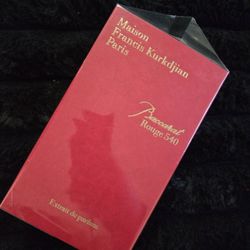 Maison
Francis Kurkdjian
Paris
Baccarat
Rouge 540
Extrait de parfum